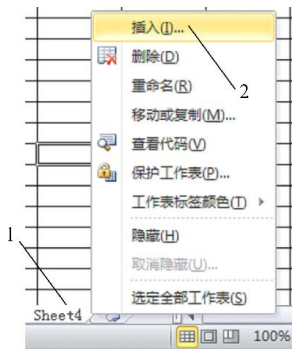 插入(I)...
删除(D)
重命名(R)
2
移动或复制(M)...
查看代码(V)
保护工作表(P)...
工作表标签颜色(T)
1
隐藏(H)
取消隐藏(U)...
选定全部工作表(S)
Sheet4
100%